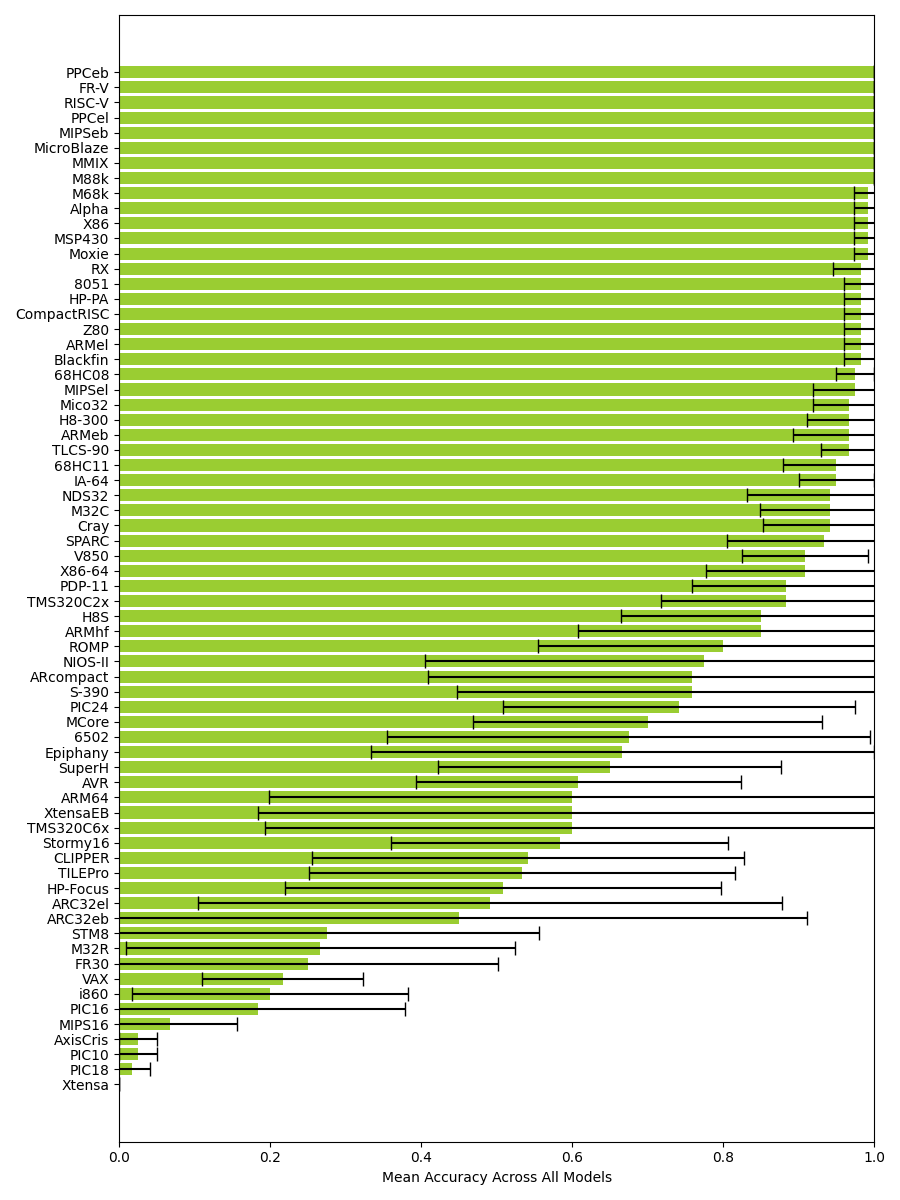 PPCeb
FR-V
RISC-V
PPCel
MIPSeb
MicroBlaze
MMIX
M88k
M68k
Alpha
X86
MSP430
Moxie
RX
8051
HP-PA
CompactRISC
Z80
ARMel
Blackfin
68HC08
MIPSel
Mico32
H8-300
ARMeb
TLCS-90
68HC11
IA-64
NDS32
M32C
Cray
SPARC
V850
X86-64
PDP-11
TMS320C2x
H8S
ARMhf
ROMP
NIOS-II
ARcompact
S-390
PIC24
MCore
6502
Epiphany
SuperH
AVR
ARM64
XtensaEB
TMS320C6x
Stormy16
CLIPPER
TILEPro
HP-Focus
ARC32el
ARC32eb
STM8
M32R
FR30
VAX
i860
PIC16
MIPS16
AxisCris
PIC10
PIC18
Xtensa
0.0 0.2 0.4 0.6 0.8 1.0
Mean Accuracy Across All Models